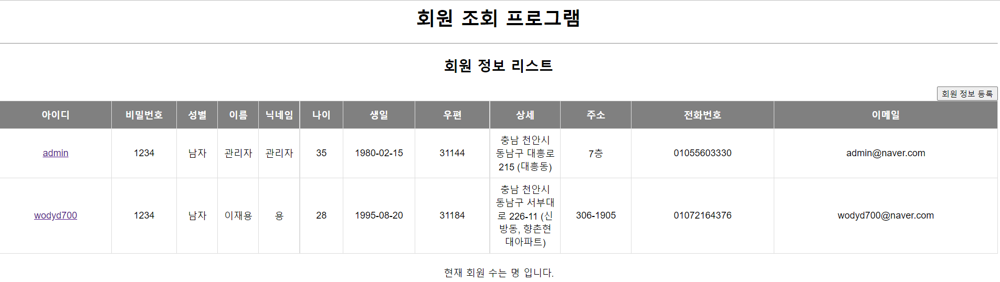 회원 조회 프로그램
회원 정보 리스트
회원 정보 등록
아이디 비밀번호 성별 이름 닉네임 나이 생일 우편 상세 주소 전화번호 이메일
admin 1234 남자 관리자 관리자 35 1980-02-15 31144 충남 천안시
동남구 대흥로
215 (대흥동) 7층 01055603330 admin@naver.com
wodyd700 1234 남자 이재용 용 28 1995-08-20 31184 충남 천안시
동남구 서부대
로 226-11 (신
방동, 향촌현
대아파트) 306-1905 01072164376 wodyd700@naver.com
현재 회원 수는 명 입니다.